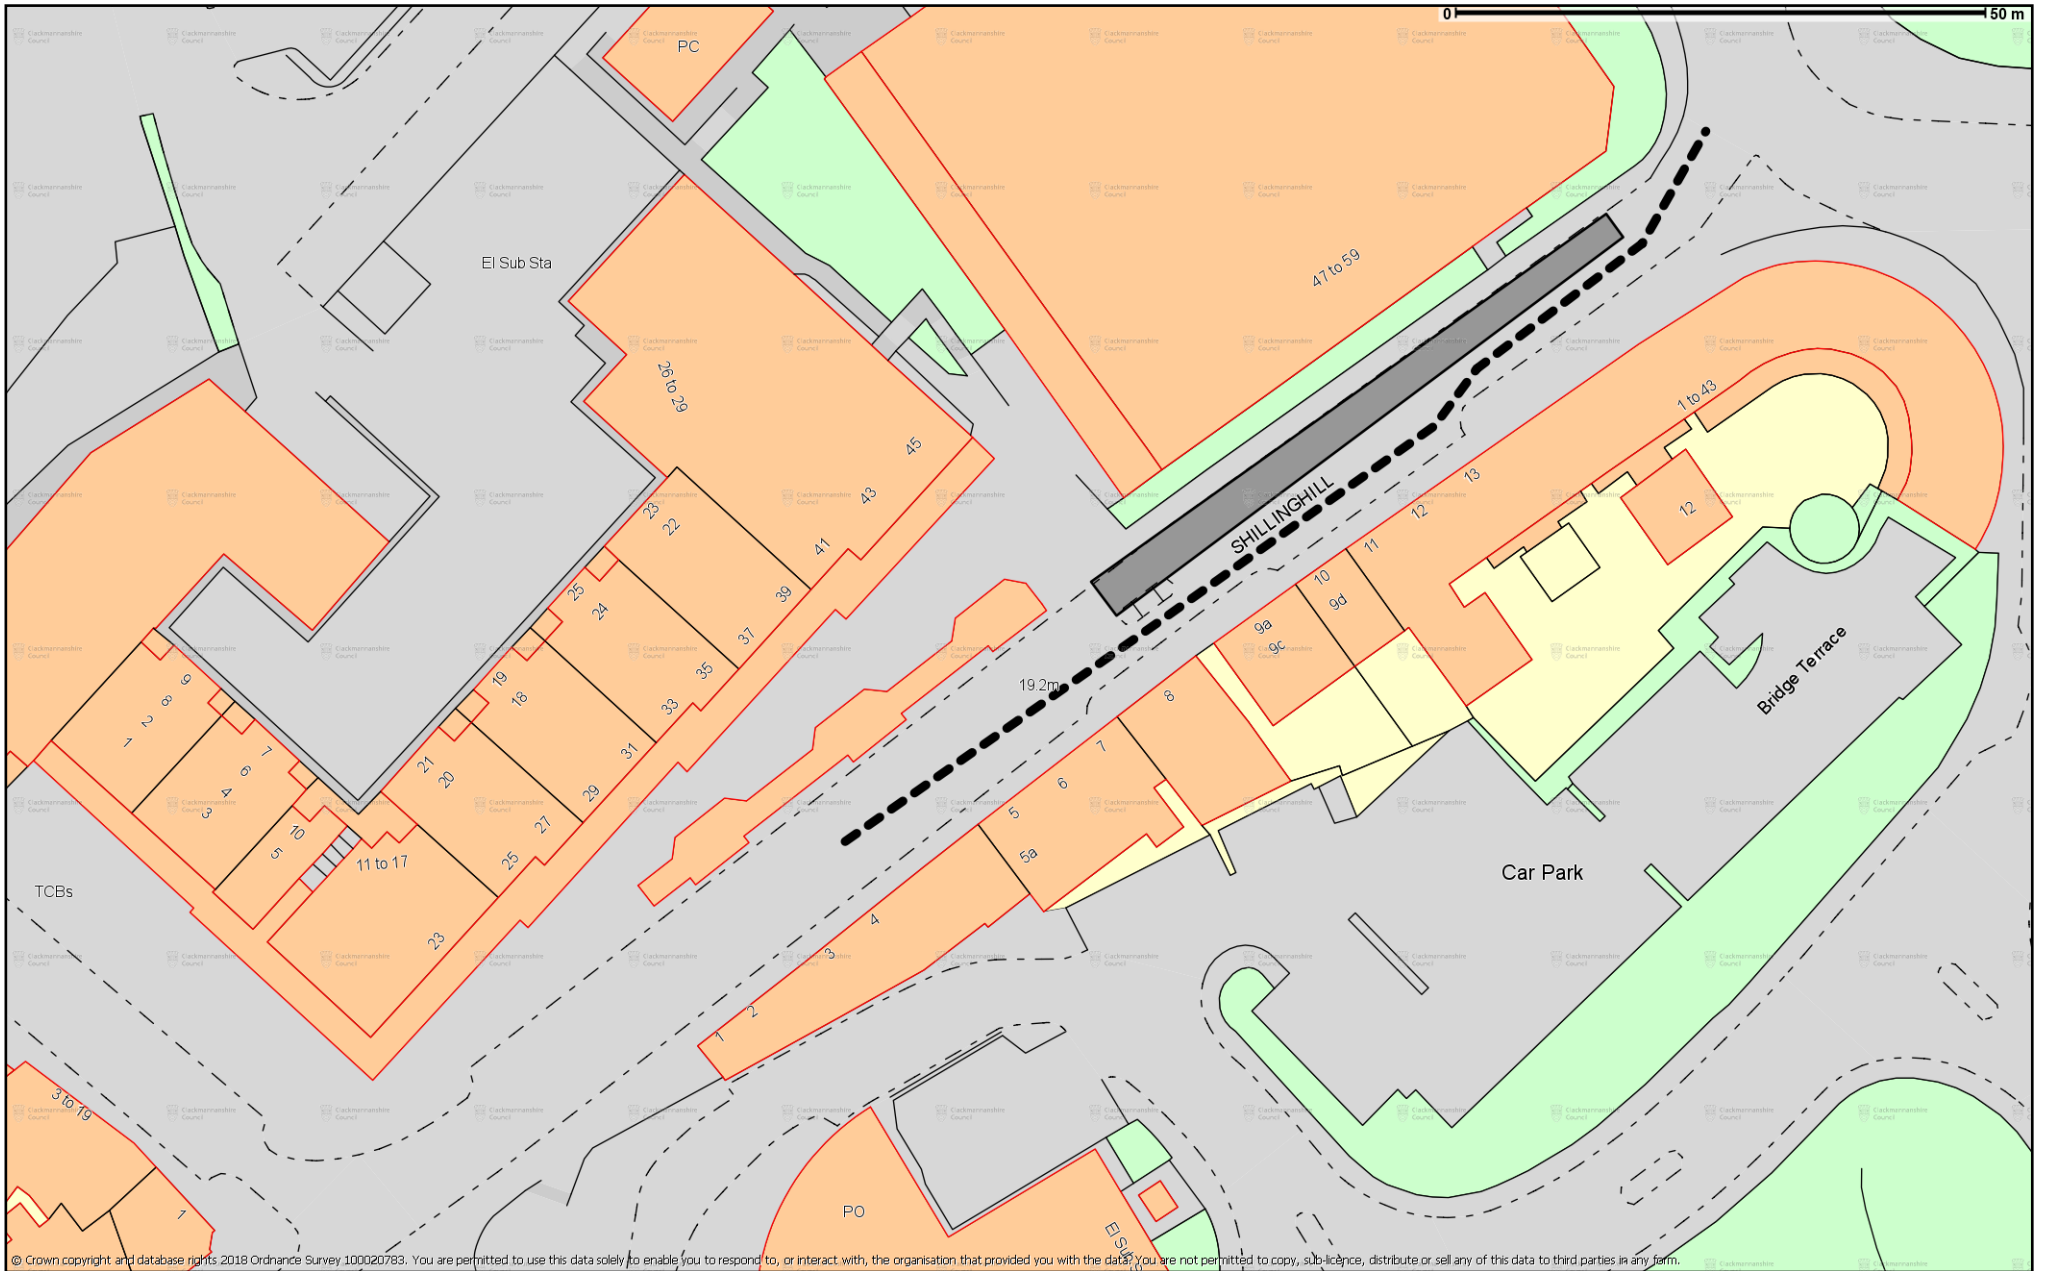 0 50 m
PC
El Sub Sta
47 to 59
26 to 29
1 to 43
45
43
41
39
37
35
33
31
29
27
25
23
23
22
25
24
19
18
21
20
11 to 17
9
8
2
1
7
6
4
3
10
5
SHILLINGHILL
19.2m
13
12
12
11
10
9d
9a
9c
8
7
6
5
5a
4
3
2
1
Bridge Terrace
Car Park
TCBs
3 to 19
1
PO
El Sub
Clackmannanshire
Council
© Crown copyright and database rights 2018 Ordnance Survey 100020783. You are permitted to use this data solely to enable you to respond to, or interact with, the organisation that provided you with the data. You are not permitted to copy, sub-licence, distribute or sell any of this data to third parties in any form.